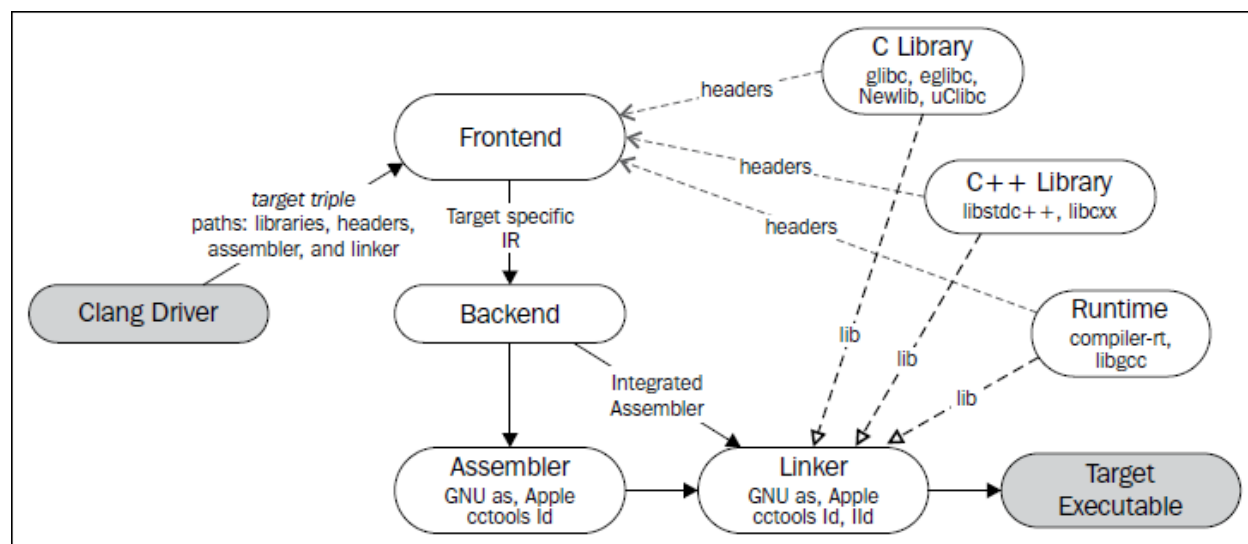 C Library
glibc, eglibc,
Newlib, uClibc
headers
Frontend
headers
C++ Library
libstdc++, libcxx
target triple
paths: libraries, headers,
assembler, and linker
Target specific
IR
headers
Clang Driver
Backend
Runtime
compiler-rt,
libgcc
lib
lib
lib
Integrated
Assembler
Assembler
GNU as, Apple
cctools ld
Linker
GNU as, Apple
cctools ld, lld
Target
Executable